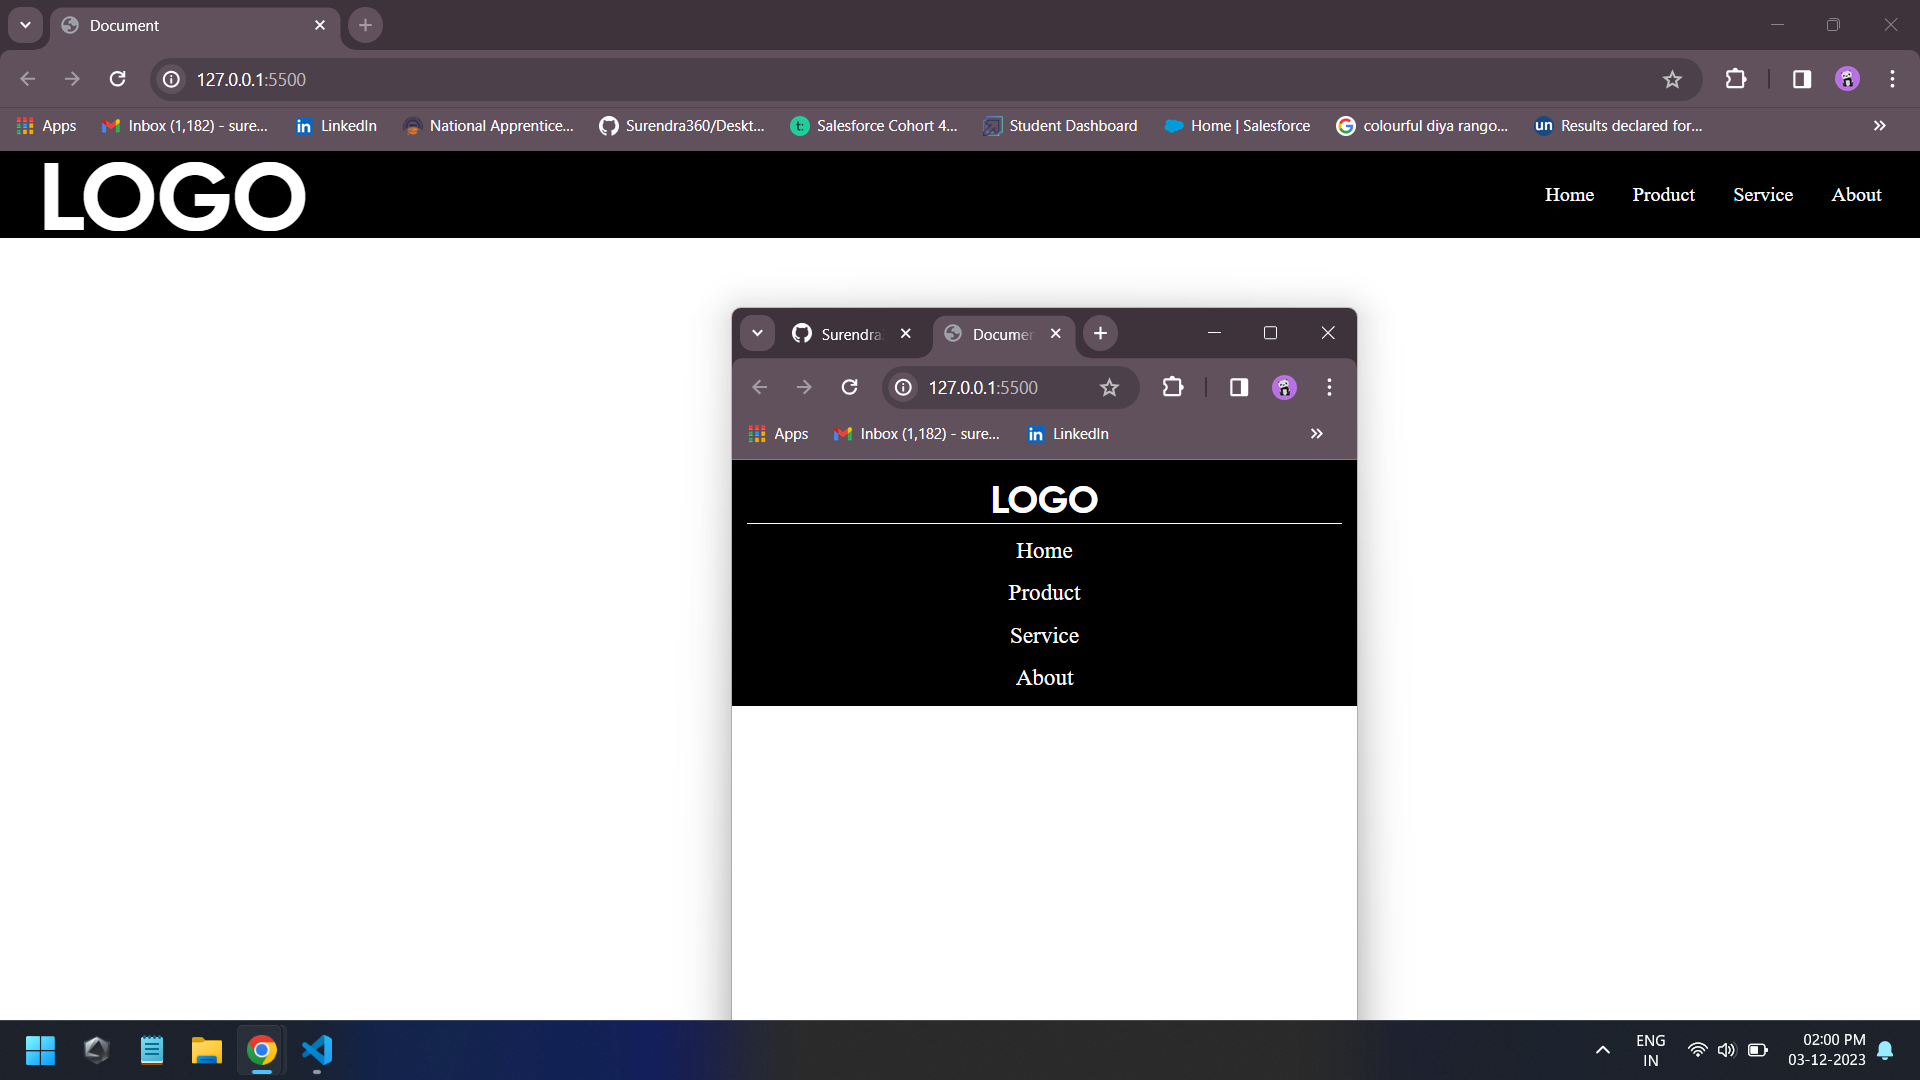 Document
127.0.0.1:5500
Apps Inbox (1,182) - sure... LinkedIn National Apprentice... Surendra360/Deskt... Salesforce Cohort 4... Student Dashboard Home | Salesforce colourful diya rango... un Results declared for...
LOGO Home Product Service About
Surendra Documen
127.0.0.1:5500
Apps Inbox (1,182) - sure... in LinkedIn
LOGO
Home
Product
Service
About
ENG 02:00 PM
IN 03-12-2023